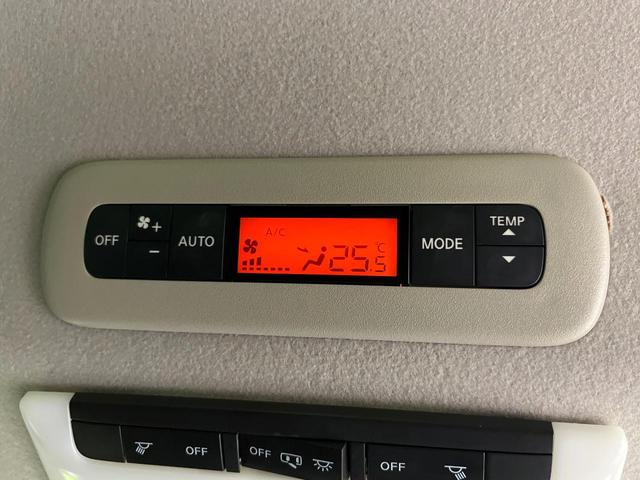 OFF + − AUTO A/C 25.5 °C MODE TEMP
OFF OFF OFF